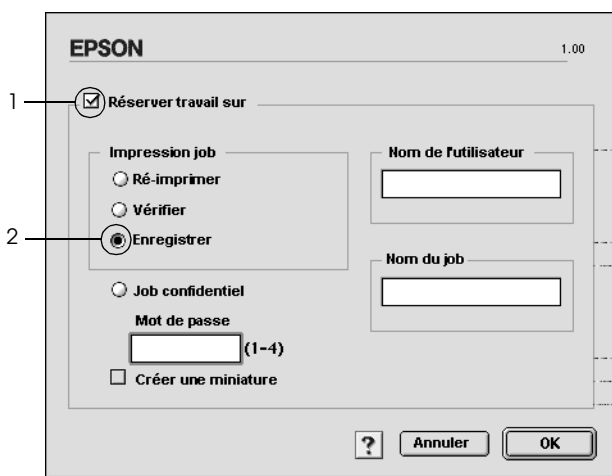 EPSON
1.00
1
Réserver travail sur
Impression job
Ré-imprimer
Vérifier
2
Enregistrer
Job confidentiel
Mot de passe
(1-4)
Créer une miniature
Nom de l'utilisateur
Nom du job
?
Annuler
OK